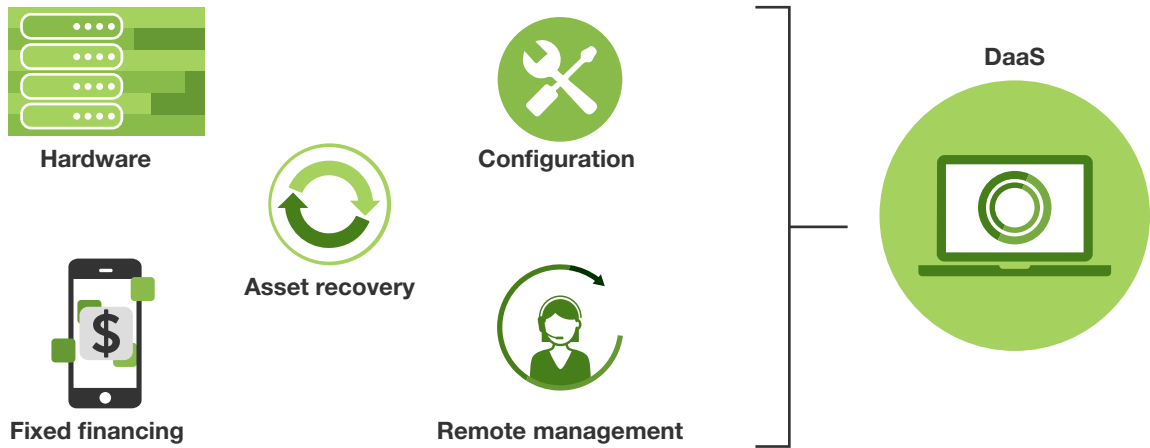 DaaS
Hardware
Configuration
Asset recovery
$
Fixed financing
Remote management